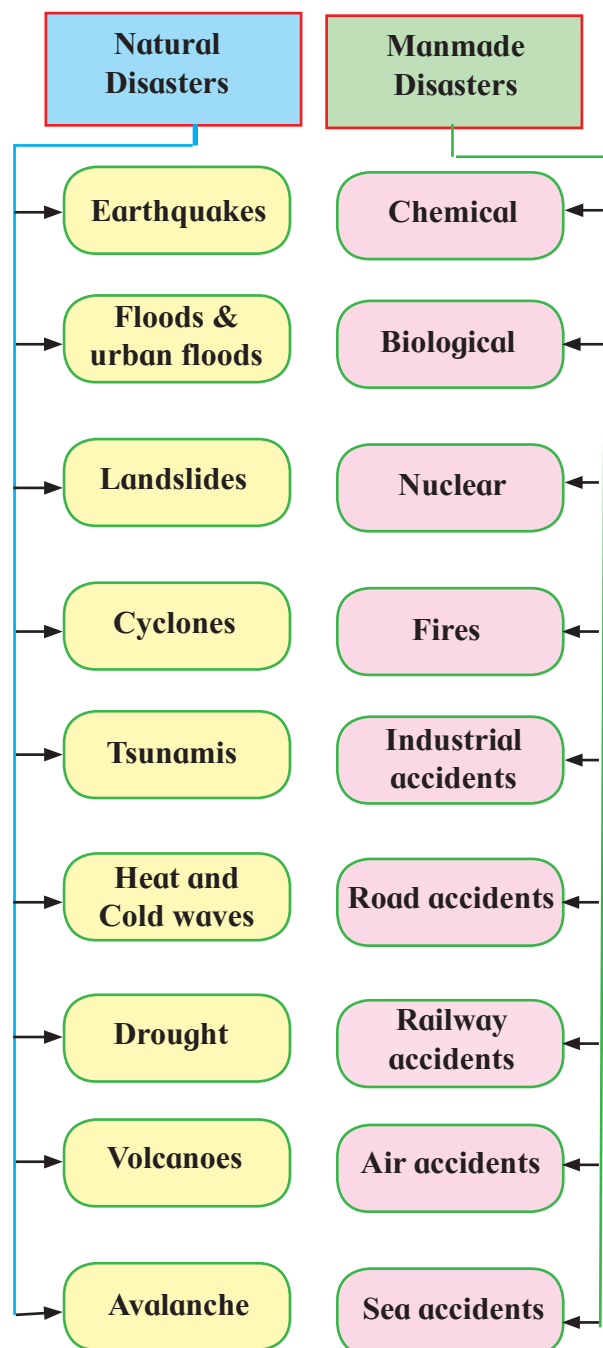 Natural
Disasters
Manmade
Disasters
Earthquakes
Floods &
urban floods
Landslides
Cyclones
Tsunamis
Heat and
Cold waves
Drought
Volcanoes
Avalanche
Chemical
Biological
Nuclear
Fires
Industrial
accidents
Road accidents
Railway
accidents
Air accidents
Sea accidents